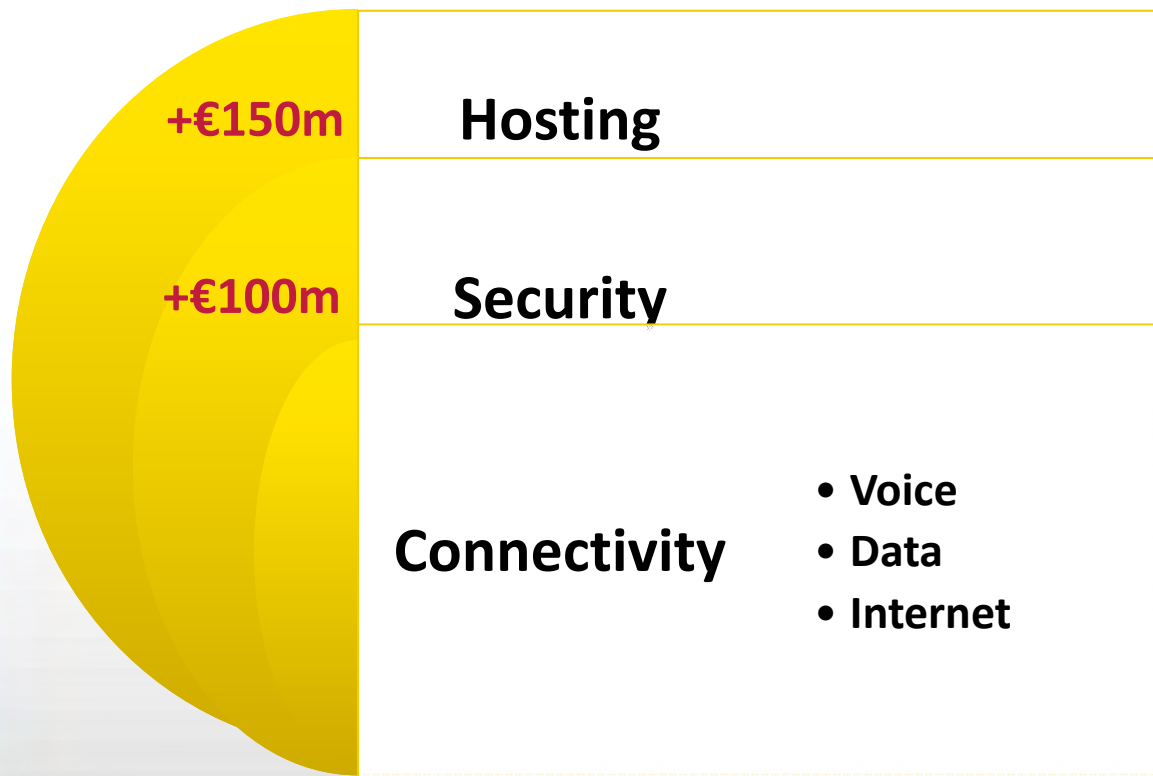 +€150m Hosting
+€100m Security
Connectivity
• Voice
• Data
• Internet